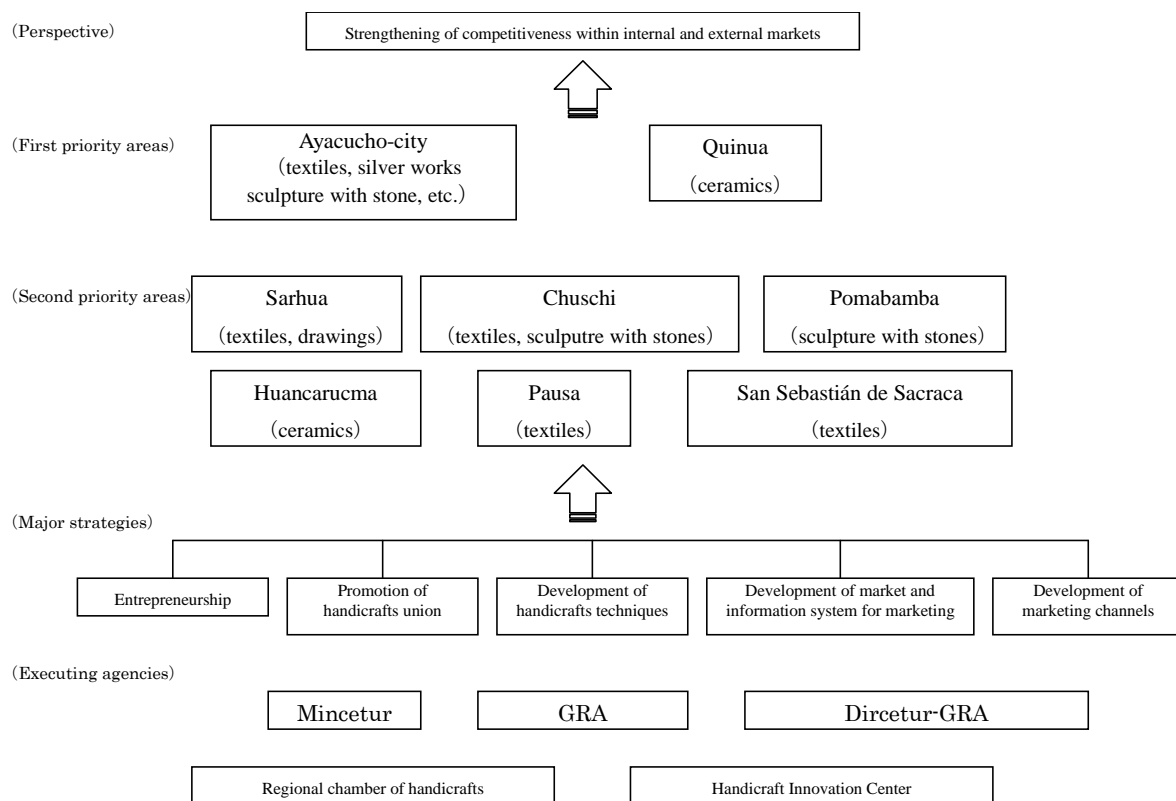 (Perspective)
Strengthening of competitiveness within internal and external markets
(First priority areas)
Ayacucho-city
(textiles, silver works
sculpture with stone, etc.)
Quinua
(ceramics)
(Second priority areas)
Sarhua
(textiles, drawings)
Chuschi
(textiles, sculputre with stones)
Pomabamba
(sculpture with stones)
Huancarucma
(ceramics)
Pausa
(textiles)
San Sebastián de Sacraca
(textiles)
(Major strategies)
Entrepreneurship
Promotion of
handicrafts union
Development of
handicrafts techniques
Development of market and
information system for marketing
Development of
marketing channels
(Executing agencies)
Mincetur
GRA
Dircetur-GRA
Regional chamber of handicrafts
Handicraft Innovation Center